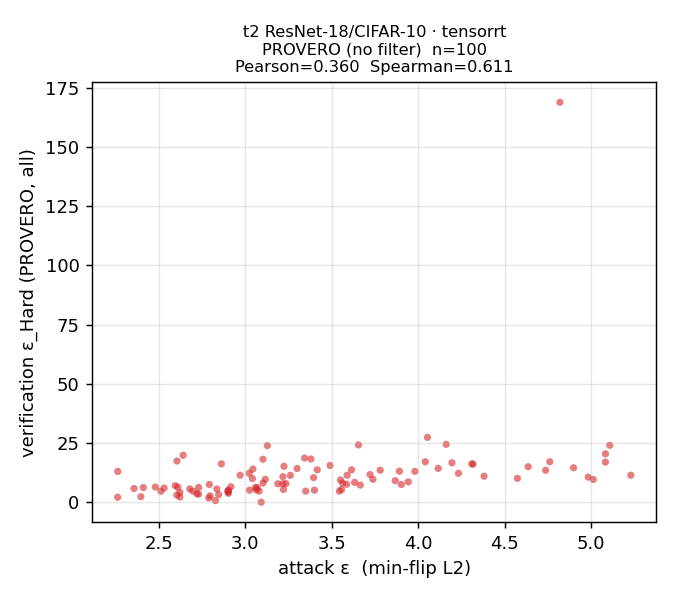 t2 ResNet-18/CIFAR-10 · tensorrt
PROVERO (no filter)  n=100
Pearson=0.360  Spearman=0.611
175
150
125
100
75
50
25
0
verification ε_Hard (PROVERO, all)
2.5 3.0 3.5 4.0 4.5 5.0
attack ε  (min-flip L2)